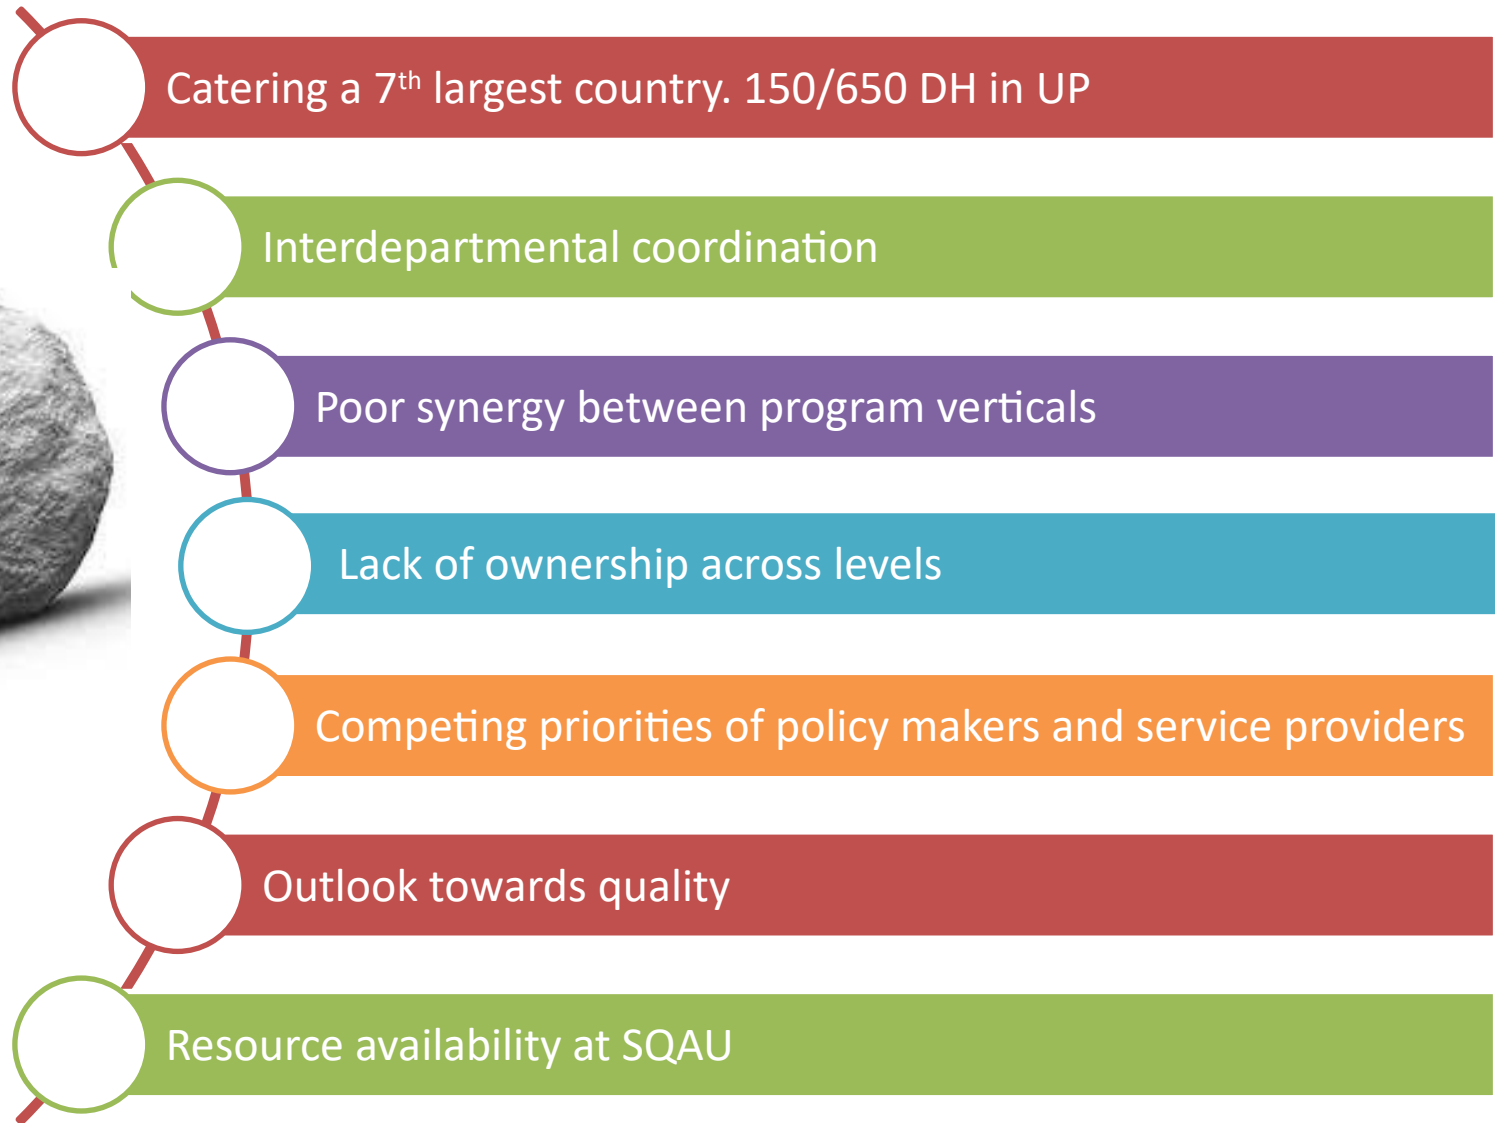 Catering a 7th largest country. 150/650 DH in UP
Interdepartmental coordination
Poor synergy between program verticals
Lack of ownership across levels
Competing priorities of policy makers and service providers
Outlook towards quality
Resource availability at SQAU